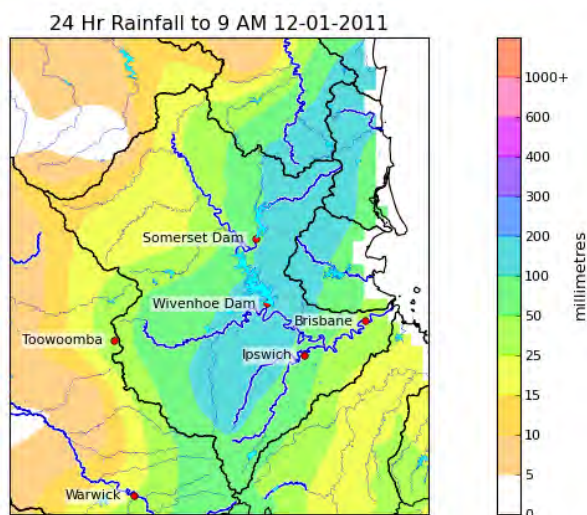 24 Hr Rainfall to 9 AM 12-01-2011
Somerset Dam
Wivenhoe Dam
Brisbane
Toowoomba
Ipswich
Warwick
1000+
600
400
300
200
100
50
25
15
10
5
0
millimetres